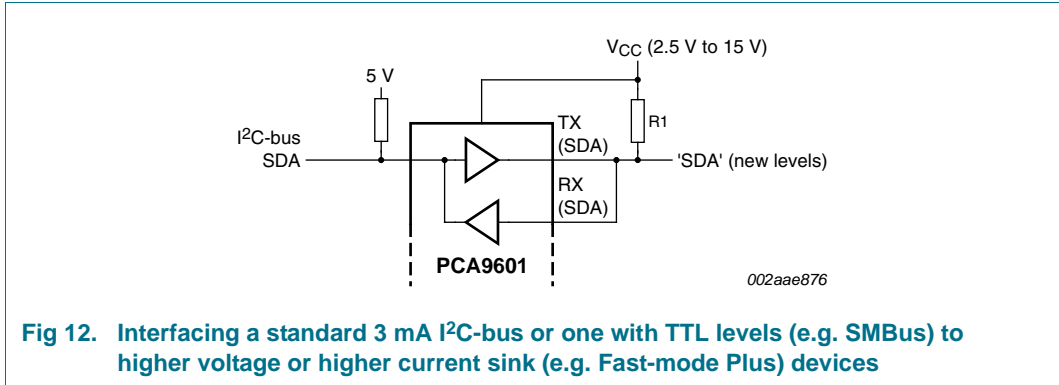 VCC (2.5 V to 15 V)
5 V
R1
TX
(SDA)
I2C-bus
SDA
'SDA' (new levels)
RX
(SDA)
PCA9601
002aae876
Fig 12. Interfacing a standard 3 mA I2C-bus or one with TTL levels (e.g. SMBus) to
higher voltage or higher current sink (e.g. Fast-mode Plus) devices